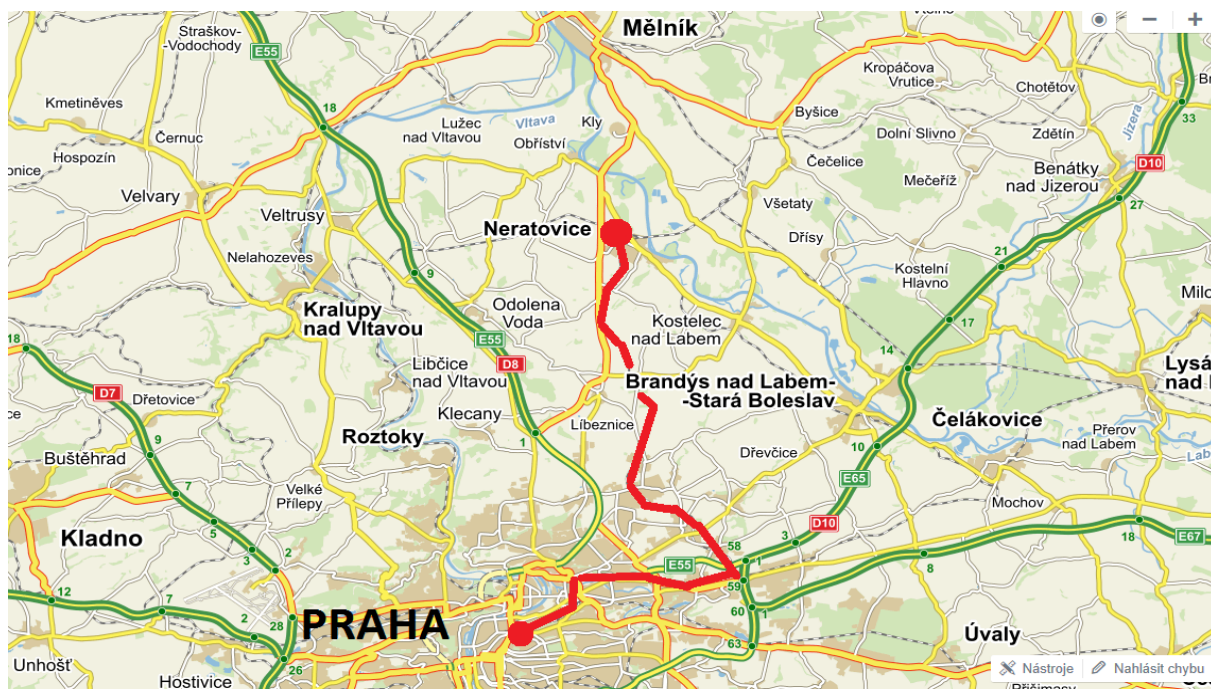 Mělník
Straškov-
-Vodochody
E55
Kropáčova
Vrutice
Chotětov
Kmetiněves
18
Lužec
nad Vltavou
Vltava
Kly
Byšice
Jizera
33
Černuc
Obříství
Dolní Slivno
Zdětín
Hospozín
Čečelice
Benátky
nad Jizerou
D10
Velvary
Mečeříž
Všetaty
27
Veltrusy
Neratovice
Dřísy
21
Nelahozeves
9
Kostelní
Hlavno
Kralupy
nad Vltavou
Odolena
Voda
Kostelec
nad Labem
17
18
E55
14
D8
Libčice
nad Vltavou
D7
Dřetovice
Brandýs nad Labem-
-Stará Boleslav
Klecany
1
Líbeznice
Čelákovice
Roztoky
9
10
Přerov
nad Labem
Buštěhrad
Dřevčice
E65
7
Velké
Přílepy
Mochov
5
D10
18
E67
Kladno
3
2
58
3
1
E55
59
8
12
7
60
1
28
2
PRAHA
63
Úvaly
26
Unhošť
Hostivice
Nástroje
Nahlásit chybu